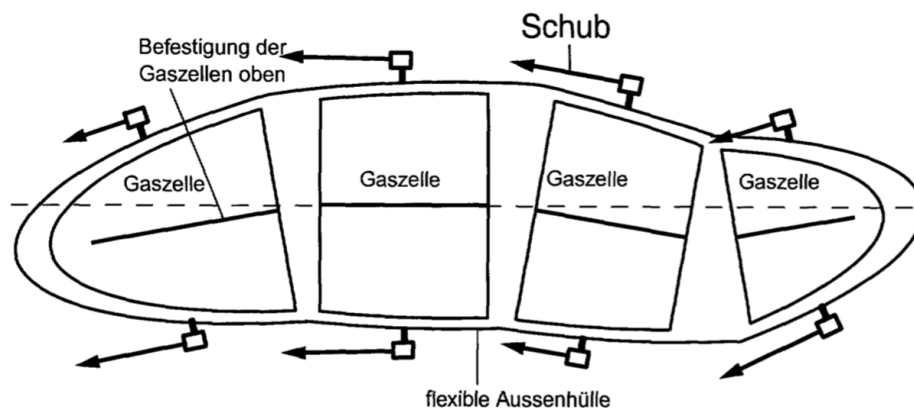 Schub
Befestigung der
Gaszellen oben
Gaszelle
Gaszelle
Gaszelle
Gaszelle
flexible Aussenhülle